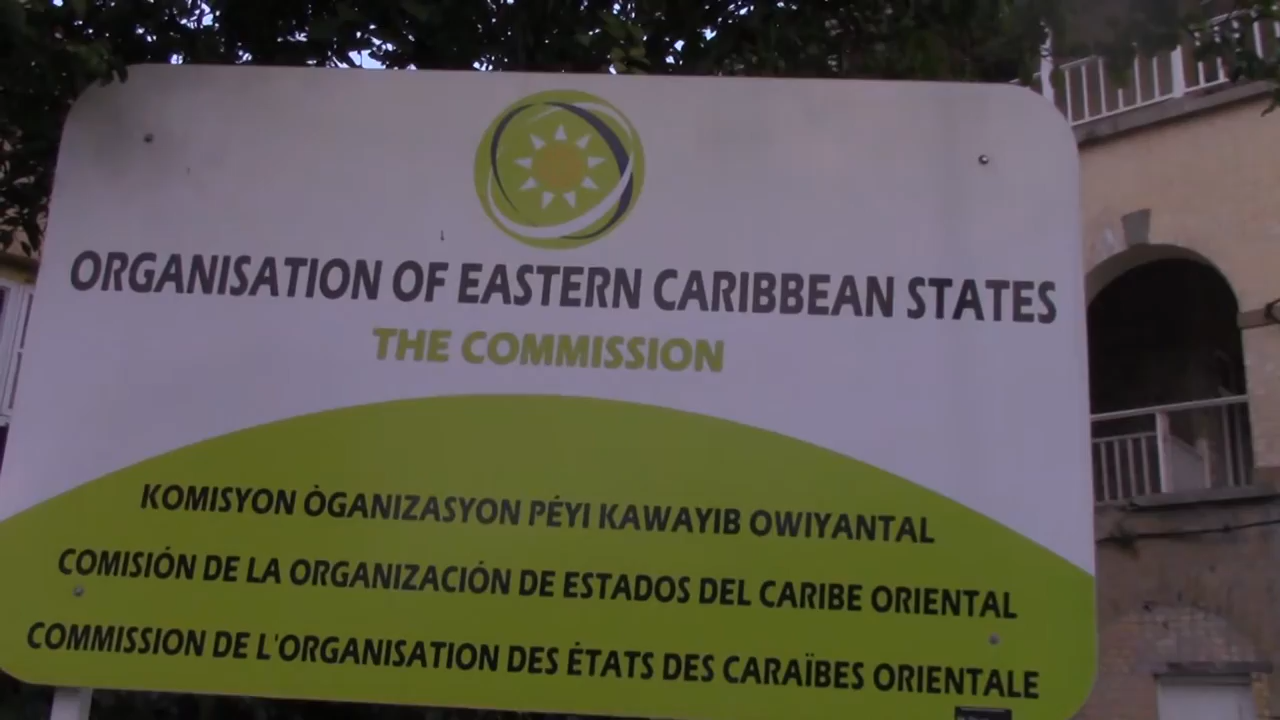 ORGANISATION OF EASTERN CARIBBEAN STATES
THE COMMISSION
KOMISYON ÒGANIZASYON PÉYI KAWAYIB OWIYANTAL
COMISIÓN DE LA ORGANIZACIÓN DE ESTADOS DEL CARIBE ORIENTAL
COMMISSION DE L'ORGANISATION DES ÉTATS DES CARAÏBES ORIENTALE